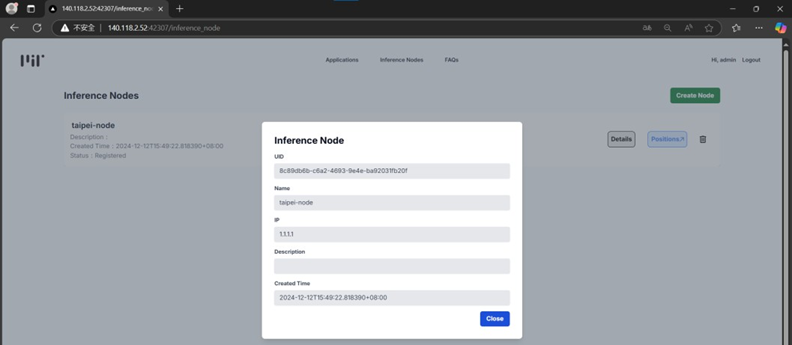 140.118.2.52:42307/inference_noc
不安全 | 140.118.2.52:42307/inference_node
Applications Inference Nodes FAQs Hi, admin Logout
Inference Nodes
Create Node
taipei-node
Description :
Created Time : 2024-12-12T15:49:22.818390+08:00
Status : Registered
Details Positions↗
Inference Node
UID
8c89db6b-c6a2-4693-9e4e-ba92031fb20f
Name
taipei-node
IP
1.1.1.1
Description
Created Time
2024-12-12T15:49:22.818390+08:00
Close